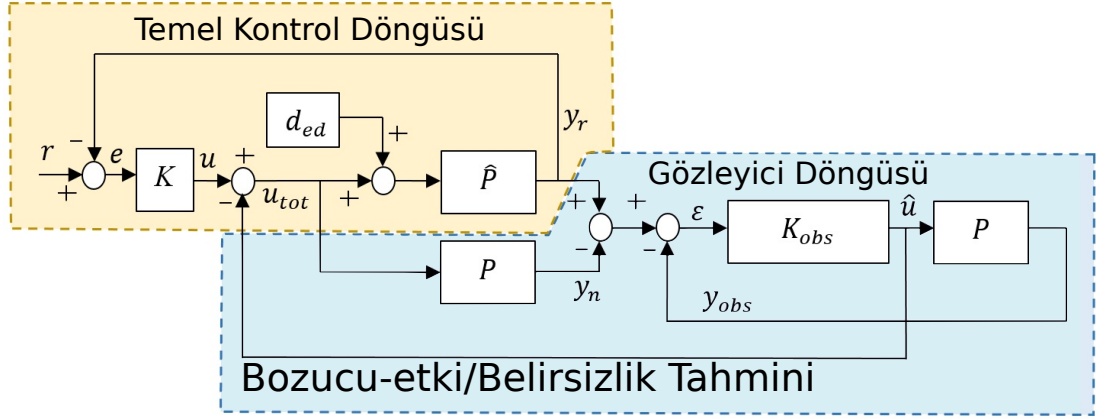 Temel Kontrol Döngüsü
r
−
+
e
K
u
+
−
u_tot
d_ed
+
+
P̂
y_r
Gözleyici Döngüsü
+
−
+
−
ε
K_obs
û
P
P
y_n
y_obs
Bozucu-etki/Belirsizlik Tahmini